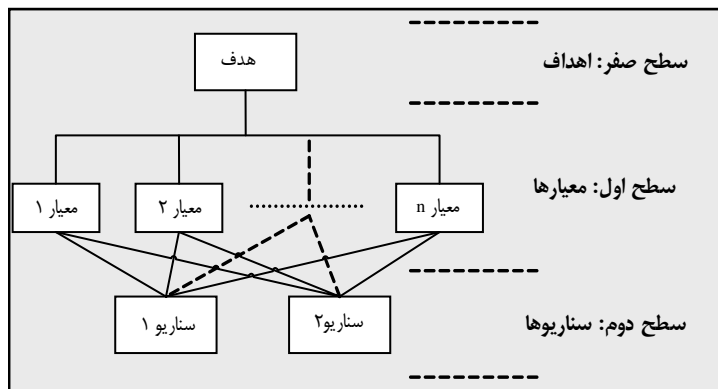 هدف
سطح صفر: اهداف
معیار ۱
معیار ۲
معیار n
سطح اول: معیارها
سناریو ۱
سناریو۲
سطح دوم: سناریوها